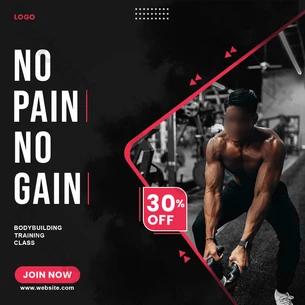 LOGO
NO
PAIN
NO
GAIN
30%
OFF
BODYBUILDING
TRAINING
CLASS
JOIN NOW
www.website.com